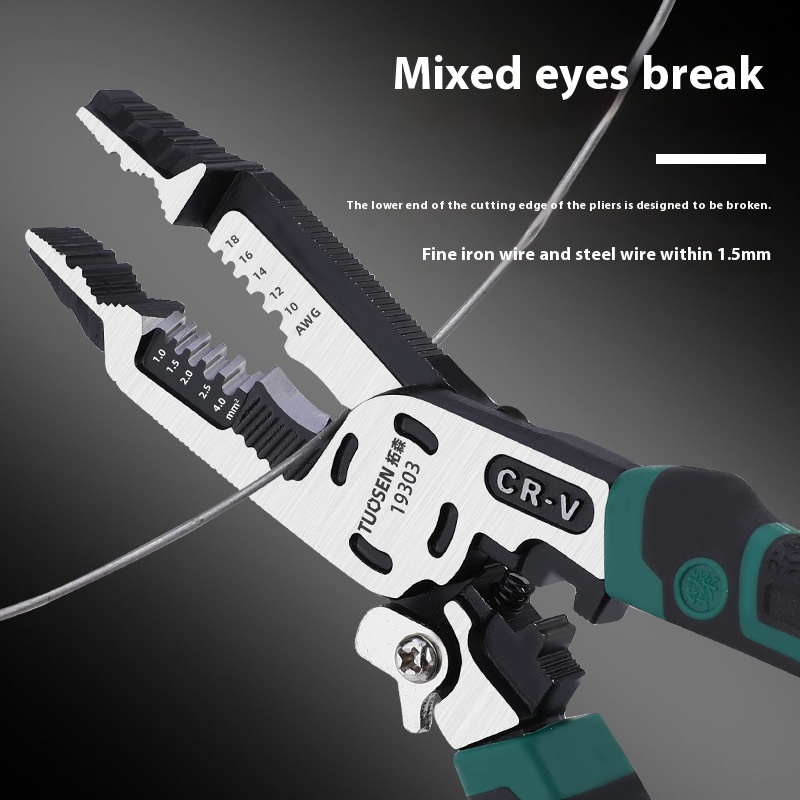 Mixed eyes break
The lower end of the cutting edge of the pliers is designed to be broken.
Fine iron wire and steel wire within 1.5mm
18
16
14
12
10
AWG
1.0
1.5
2.0
2.5
4.0
mm²
TUOSEN 拓森
19303
CR-V